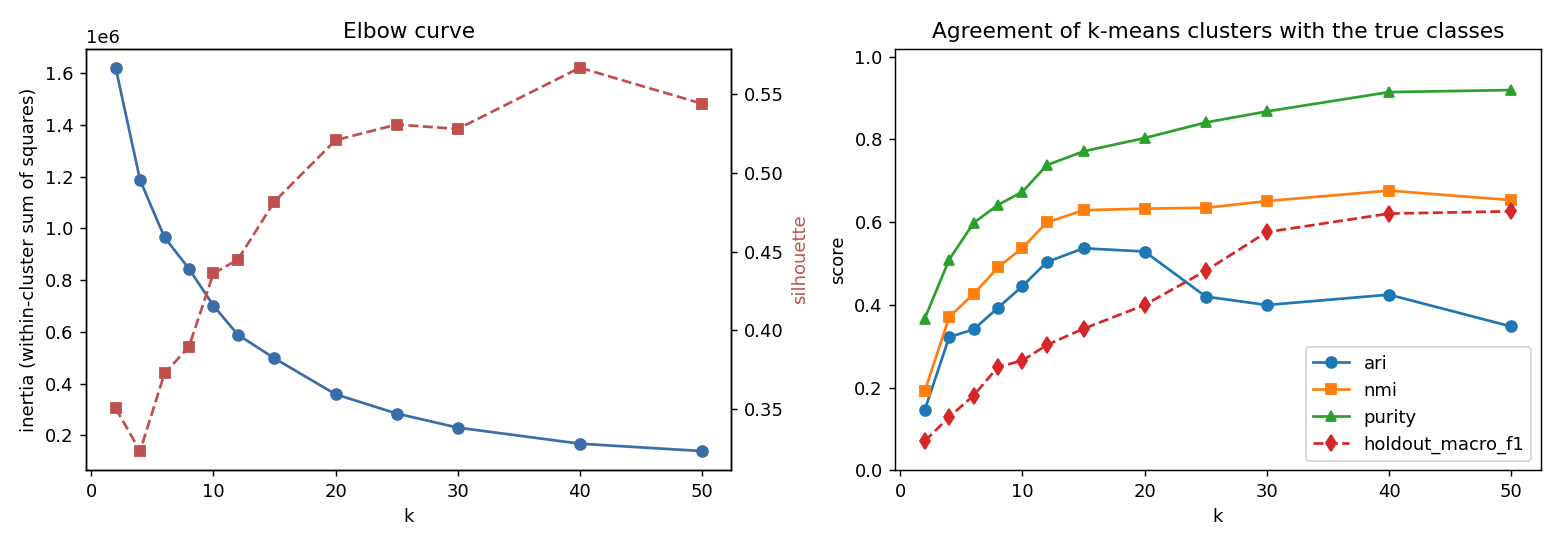 Elbow curve
1e6
inertia (within-cluster sum of squares)
1.6
1.4
1.2
1.0
0.8
0.6
0.4
0.2
0 10 20 30 40 50
k
0.55
0.50
0.45
0.40
0.35
silhouette
Agreement of k-means clusters with the true classes
score
1.0
0.8
0.6
0.4
0.2
0.0
0 10 20 30 40 50
k
ari
nmi
purity
holdout_macro_f1